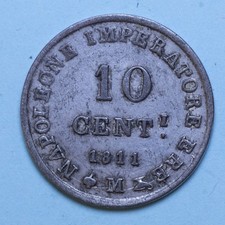 NAPOLEONE IMPERATORE E RE
10
CENT.I
1811
M